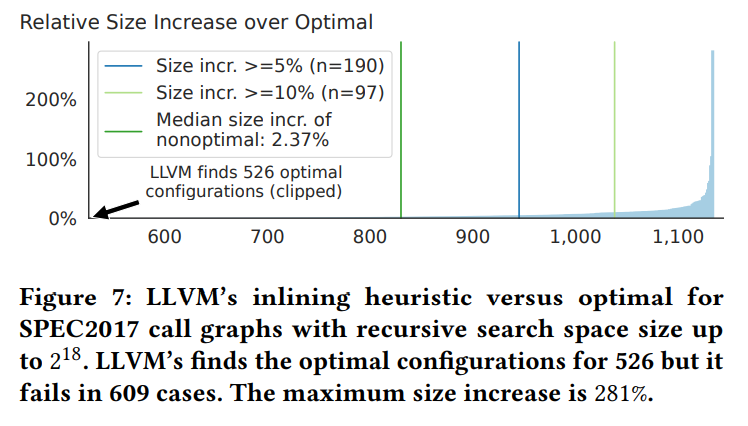 Relative Size Increase over Optimal
200%
100%
0%
Size incr. >=5% (n=190)
Size incr. >=10% (n=97)
Median size incr. of
nonoptimal: 2.37%
LLVM finds 526 optimal
configurations (clipped)
600 700 800 900 1,000 1,100
Figure 7: LLVM's inlining heuristic versus optimal for
SPEC2017 call graphs with recursive search space size up
to 2¹⁸. LLVM's finds the optimal configurations for 526 but it
fails in 609 cases. The maximum size increase is 281%.